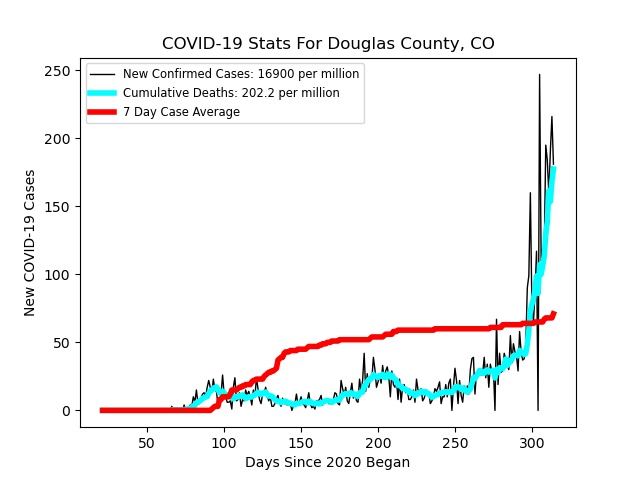 COVID-19 Stats For Douglas County, CO
New Confirmed Cases: 16900 per million
Cumulative Deaths: 202.2 per million
7 Day Case Average
New COVID-19 Cases
250
200
150
100
50
0
50 100 150 200 250 300
Days Since 2020 Began